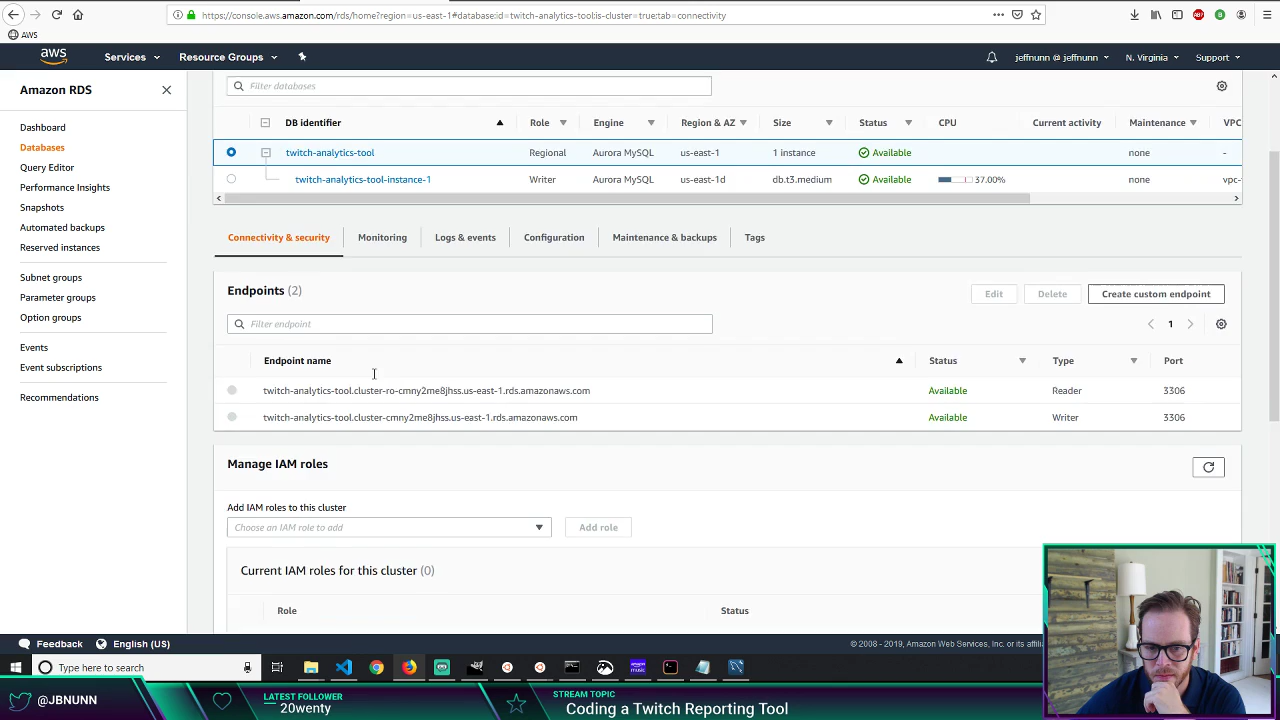 https://console.aws.amazon.com/rds/home?region=us-east-1#database:id=twitch-analytics-tool;is-cluster=true;tab=connectivity
AWS
aws Services Resource Groups jeffnunn @ jeffnunn N. Virginia Support
Amazon RDS
Dashboard
Databases
Query Editor
Performance Insights
Snapshots
Automated backups
Reserved instances
Subnet groups
Parameter groups
Option groups
Events
Event subscriptions
Recommendations
Filter databases
DB identifier Role Engine Region & AZ Size Status CPU Current activity Maintenance VPC
twitch-analytics-tool Regional Aurora MySQL us-east-1 1 instance Available none -
twitch-analytics-tool-instance-1 Writer Aurora MySQL us-east-1d db.t3.medium Available 37.00% none vpc-
Connectivity & security Monitoring Logs & events Configuration Maintenance & backups Tags
Endpoints (2) Edit Delete Create custom endpoint
Filter endpoint 1
Endpoint name Status Type Port
twitch-analytics-tool.cluster-ro-cmny2me8jhss.us-east-1.rds.amazonaws.com Available Reader 3306
twitch-analytics-tool.cluster-cmny2me8jhss.us-east-1.rds.amazonaws.com Available Writer 3306
Manage IAM roles
Add IAM roles to this cluster
Choose an IAM role to add Add role
Current IAM roles for this cluster (0)
Role Status
Feedback English (US) © 2008 - 2019, Amazon Web Services, Inc. or its
Type here to search
music
@JBNUNN
LATEST FOLLOWER
20wenty
STREAM TOPIC
Coding a Twitch Reporting Tool